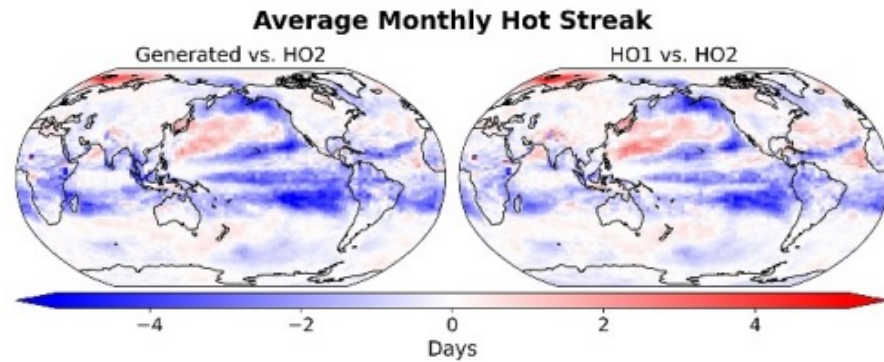 Average Monthly Hot Streak
Generated vs. HO2
HO1 vs. HO2
−4 −2 0 2 4
Days